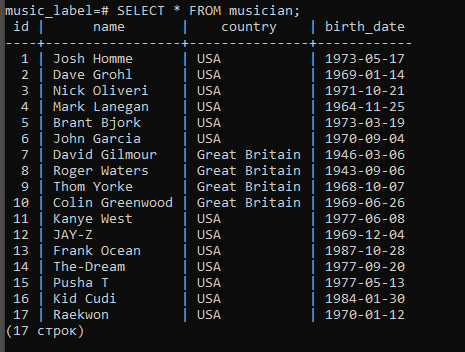 music_label=# SELECT * FROM musician;
 id |       name       |    country    | birth_date
----+------------------+---------------+------------
  1 | Josh Homme       | USA           | 1973-05-17
  2 | Dave Grohl       | USA           | 1969-01-14
  3 | Nick Oliveri     | USA           | 1971-10-21
  4 | Mark Lanegan     | USA           | 1964-11-25
  5 | Brant Bjork      | USA           | 1973-03-19
  6 | John Garcia      | USA           | 1970-09-04
  7 | David Gilmour    | Great Britain | 1946-03-06
  8 | Roger Waters     | Great Britain | 1943-09-06
  9 | Thom Yorke       | Great Britain | 1968-10-07
 10 | Colin Greenwood  | Great Britain | 1969-06-26
 11 | Kanye West       | USA           | 1977-06-08
 12 | JAY-Z            | USA           | 1969-12-04
 13 | Frank Ocean      | USA           | 1987-10-28
 14 | The-Dream        | USA           | 1977-09-20
 15 | Pusha T          | USA           | 1977-05-13
 16 | Kid Cudi         | USA           | 1984-01-30
 17 | Raekwon          | USA           | 1970-01-12
(17 строк)